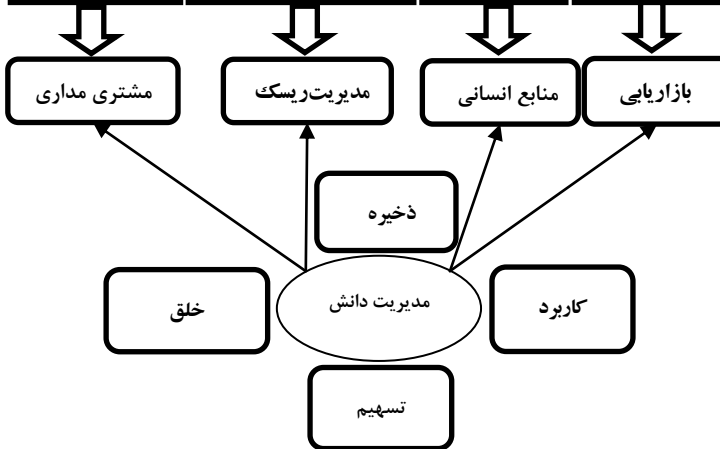 بازاریابی
منابع انسانی
مدیریت‌ریسک
مشتری مداری
ذخیره
کاربرد
مدیریت دانش
خلق
تسهیم